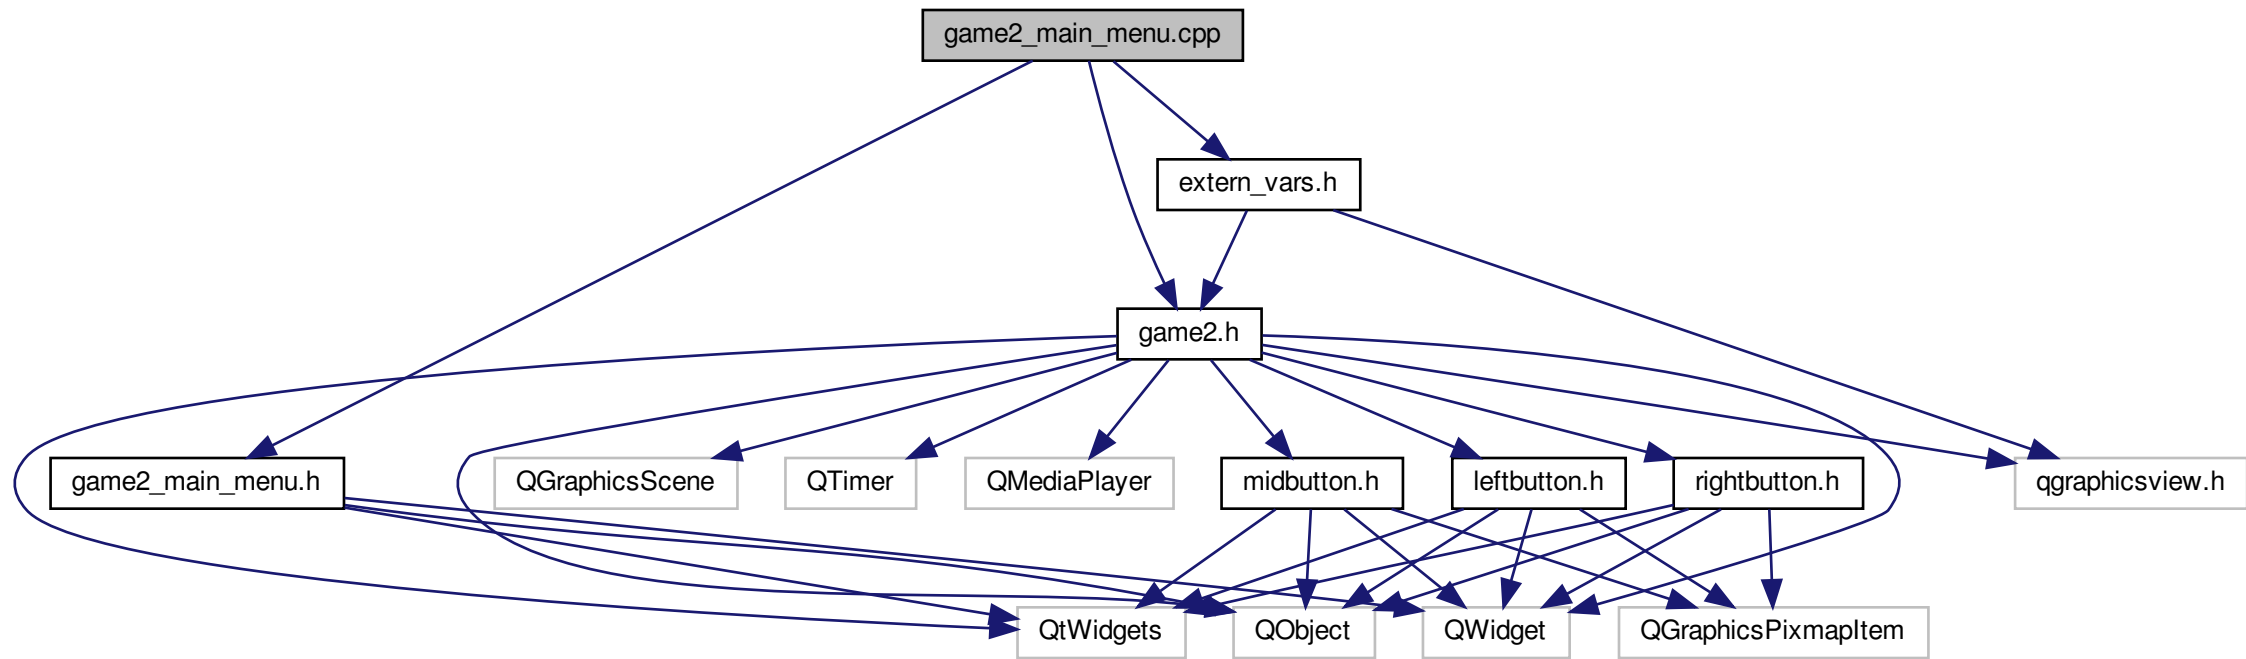 game2_main_menu.cpp
extern_vars.h
game2.h
game2_main_menu.h
QGraphicsScene
QTimer
QMediaPlayer
midbutton.h
leftbutton.h
rightbutton.h
qgraphicsview.h
QtWidgets
QObject
QWidget
QGraphicsPixmapItem